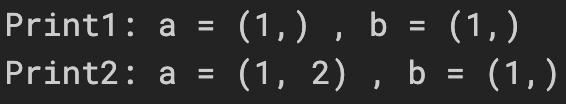 Print1: a = (1,) , b = (1,)
Print2: a = (1, 2) , b = (1,)